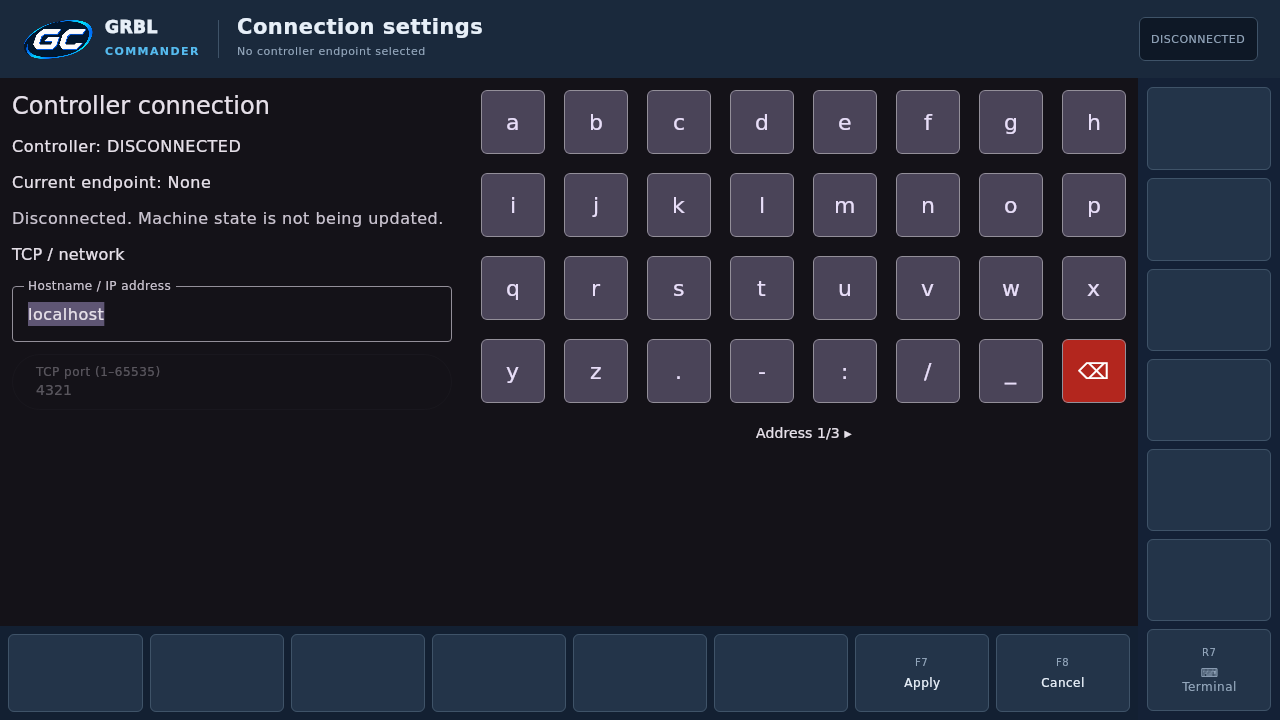 GC
GRBL
COMMANDER
Connection settings
No controller endpoint selected
DISCONNECTED
Controller connection
Controller: DISCONNECTED
Current endpoint: None
Disconnected. Machine state is not being updated.
TCP / network
Hostname / IP address
localhost
TCP port (1–65535)
4321
a b c d e f g h
i j k l m n o p
q r s t u v w x
y z . - : / _ ⌫
Address 1/3 ▸
F7
Apply
F8
Cancel
R7
⌨
Terminal